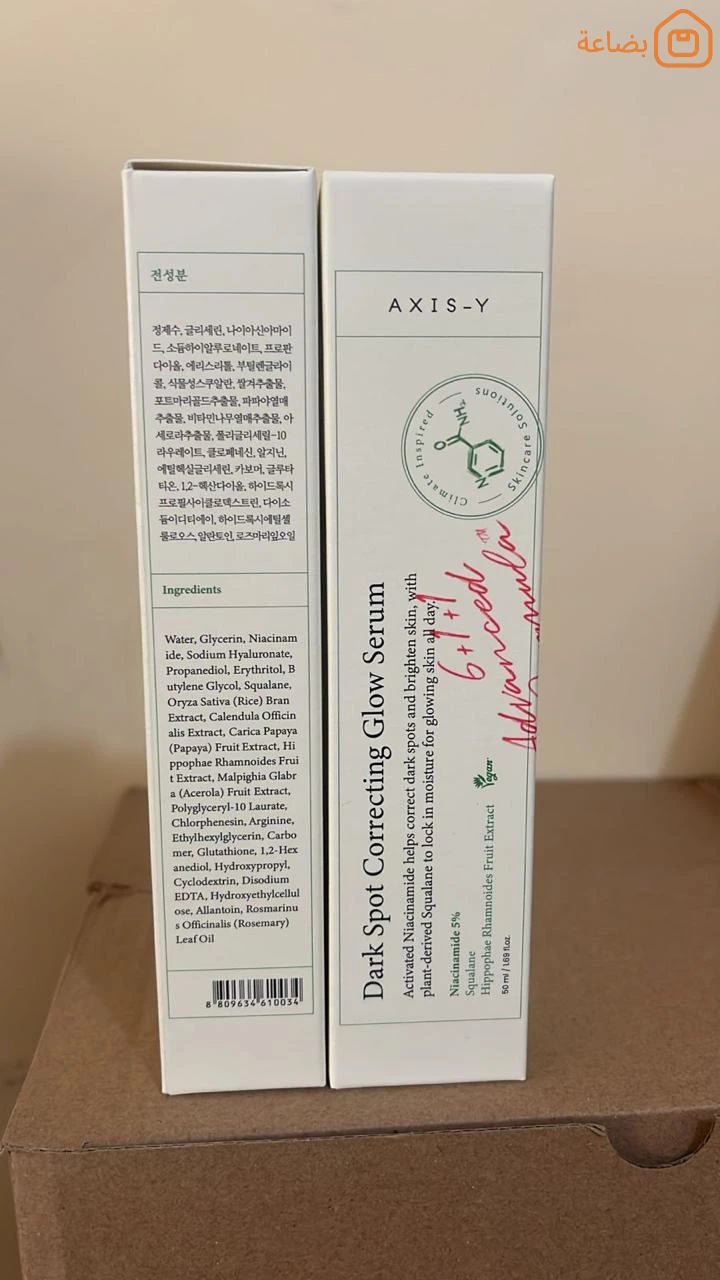 بضاعة
전성분
정제수, 글리세린, 나이아신아마이
드, 소듐하이알루로네이트, 프로판
다이올, 에리스리톨, 부틸렌글라이
콜, 식물성스쿠알란, 쌀겨추출물,
포트마리골드추출물, 파파야열매
추출물, 비타민나무열매추출물, 아
세로라추출물, 폴리글리세릴-10
라우레이트, 클로페네신, 알지닌,
에틸헥실글리세린, 카보머, 글루타
티온, 1,2-헥산다이올, 하이드록시
프로필사이클로덱스트린, 다이소
듐이디티에이, 하이드록시에틸셀
룰로오스, 알란토인, 로즈마리잎오일
Ingredients
Water, Glycerin, Niacinam
ide, Sodium Hyaluronate,
Propanediol, Erythritol, B
utylene Glycol, Squalane,
Oryza Sativa (Rice) Bran
Extract, Calendula Officin
alis Extract, Carica Papaya
(Papaya) Fruit Extract, Hi
ppophae Rhamnoides Frui
t Extract, Malpighia Glabr
a (Acerola) Fruit Extract,
Polyglyceryl-10 Laurate,
Chlorphenesin, Arginine,
Ethylhexylglycerin, Carbo
mer, Glutathione, 1,2-Hex
anediol, Hydroxypropyl,
Cyclodextrin, Disodium
EDTA, Hydroxyethylcellul
ose, Allantoin, Rosmarinu
s Officinalis (Rosemary)
Leaf Oil
8 809634 610034
AXIS-Y
Climate Inspired
Skincare Solutions
NH₂
O
N
Dark Spot Correcting Glow Serum
Activated Niacinamide helps correct dark spots and brighten skin, with
plant-derived Squalane to lock in moisture for glowing skin all day.
6+1+1
Advanced ™
Niacinamide 5%
Squalane
Hippophae Rhamnoides Fruit Extract
Vegan
50 ml / 1.69 fl.oz.